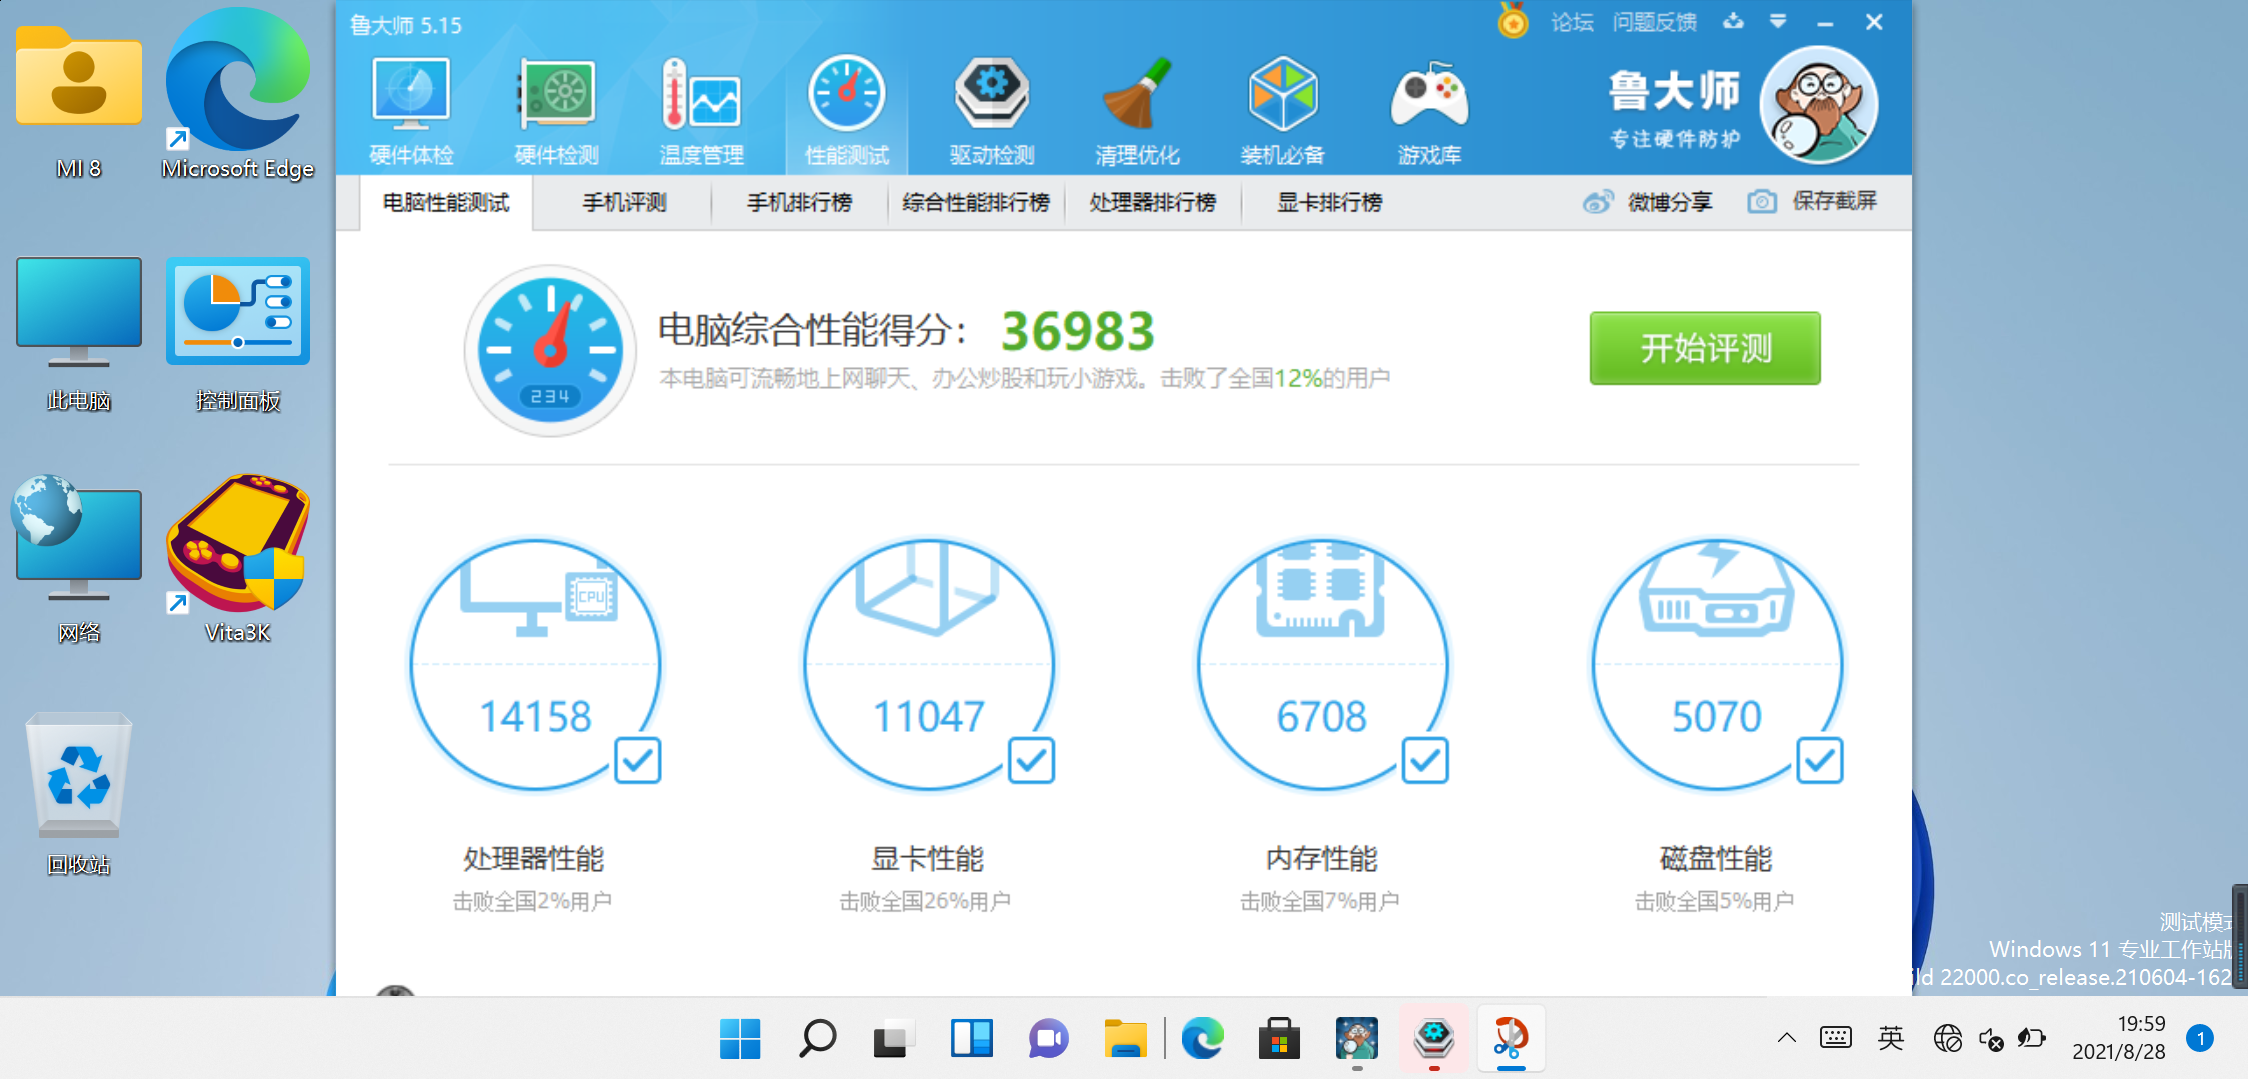 鲁大师 5.15
论坛 问题反馈
硬件体检
硬件检测
温度管理
性能测试
驱动检测
清理优化
装机必备
游戏库
鲁大师
专注硬件防护
电脑性能测试
手机评测
手机排行榜
综合性能排行榜
处理器排行榜
显卡排行榜
微博分享
保存截屏
电脑综合性能得分： 36983
本电脑可流畅地上网聊天、办公炒股和玩小游戏。击败了全国12%的用户
开始评测
234
CPU
14158
11047
6708
5070
处理器性能
显卡性能
内存性能
磁盘性能
击败全国2%用户
击败全国26%用户
击败全国7%用户
击败全国5%用户
MI 8
Microsoft Edge
此电脑
控制面板
网络
Vita3K
回收站
测试模式
Windows 11 专业工作站版
ild 22000.co_release.210604-162
英
19:59
2021/8/28
1